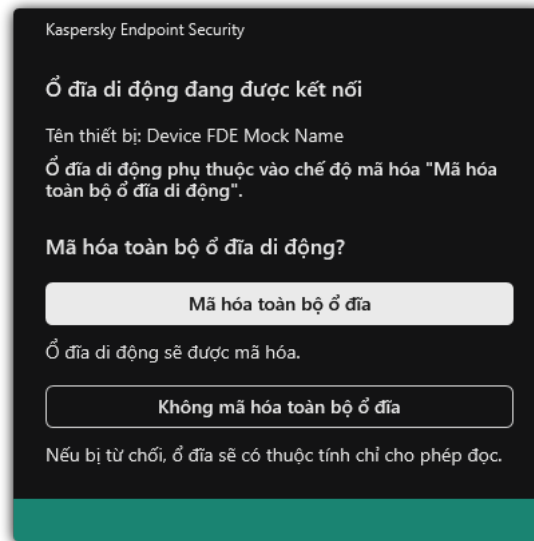 Kaspersky Endpoint Security
Ổ đĩa di động đang được kết nối
Tên thiết bị: Device FDE Mock Name
Ổ đĩa di động phụ thuộc vào chế độ mã hóa "Mã hóa
toàn bộ ổ đĩa di động".
Mã hóa toàn bộ ổ đĩa di động?
Mã hóa toàn bộ ổ đĩa
Ổ đĩa di động sẽ được mã hóa.
Không mã hóa toàn bộ ổ đĩa
Nếu bị từ chối, ổ đĩa sẽ có thuộc tính chỉ cho phép đọc.